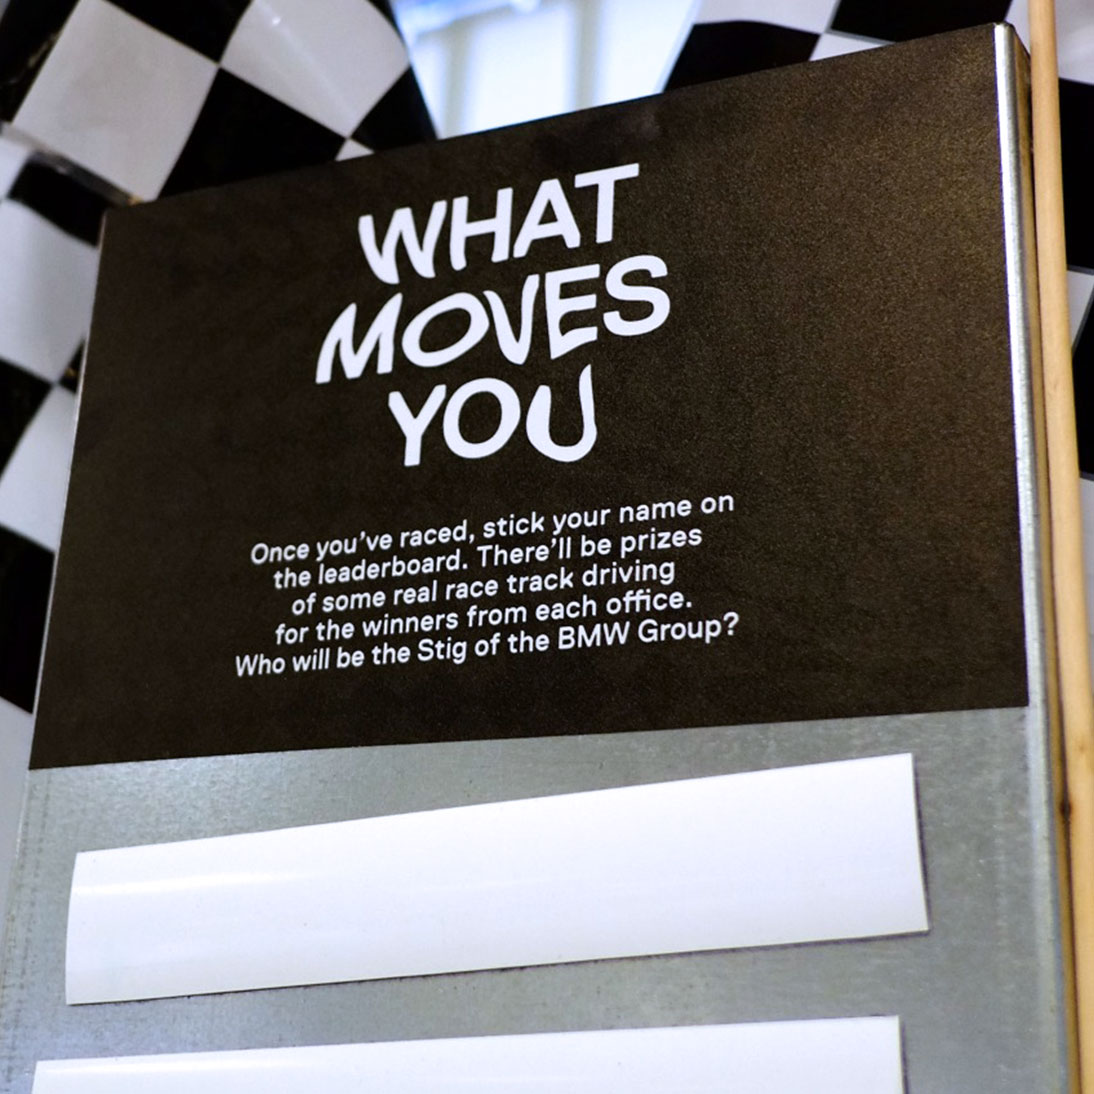 WHAT
MOVES
YOU
Once you've raced, stick your name on
the leaderboard. There'll be prizes
of some real race track driving
for the winners from each office.
Who will be the Stig of the BMW Group?